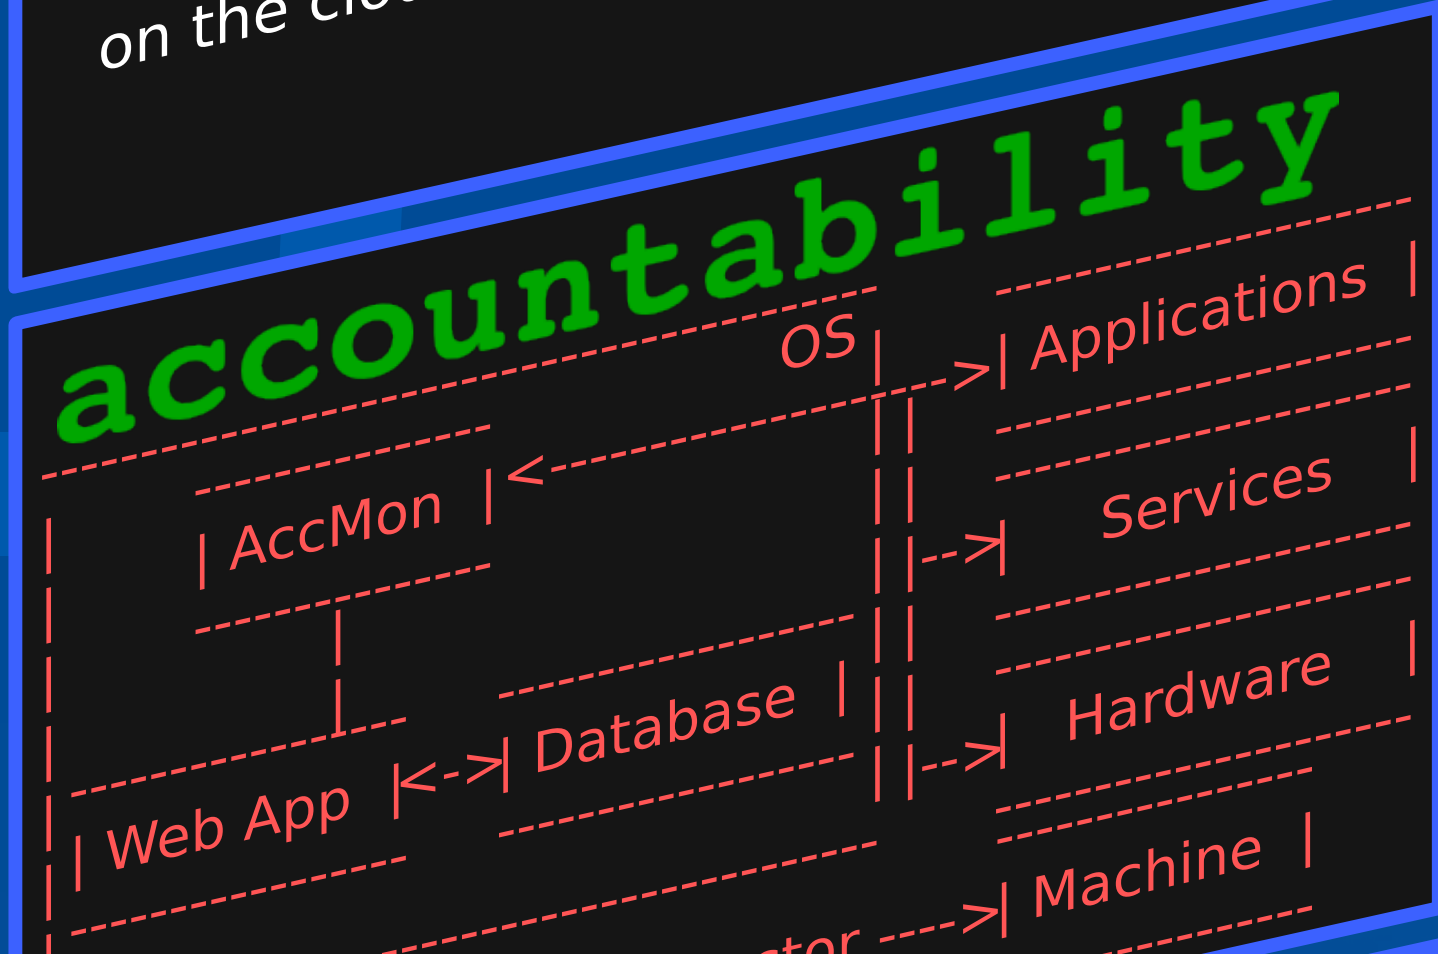 on the
accountability
OS
Applications
AccMon
Services
Database
Hardware
Web App
Machine